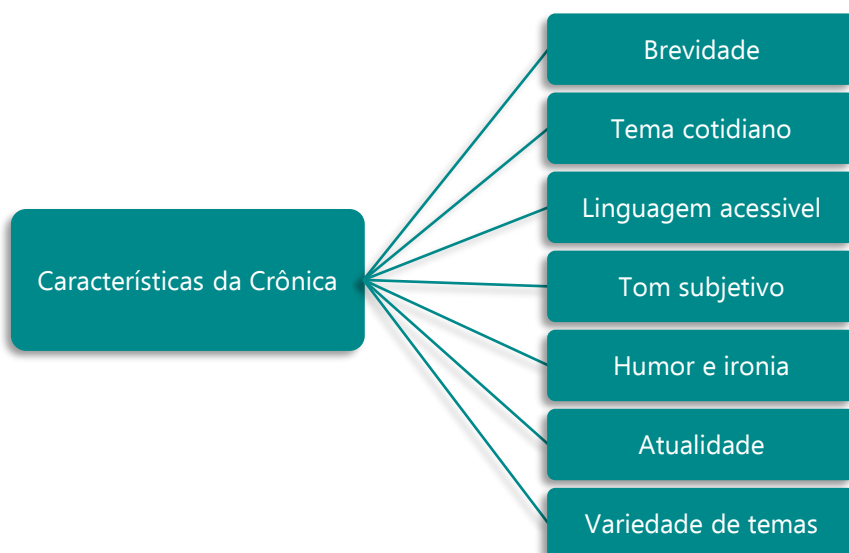 Brevidade
Tema cotidiano
Linguagem acessivel
Características da Crônica
Tom subjetivo
Humor e ironia
Atualidade
Variedade de temas